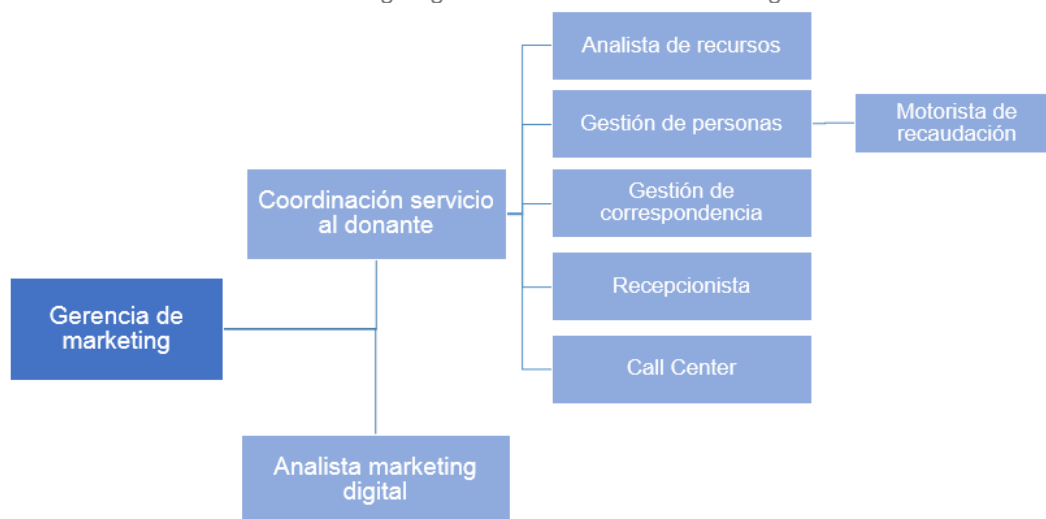 Analista de recursos
Gestión de personas
Motorista de
recaudación
Coordinación servicio
al donante
Gestión de
correspondencia
Recepcionista
Gerencia de
marketing
Call Center
Analista marketing
digital